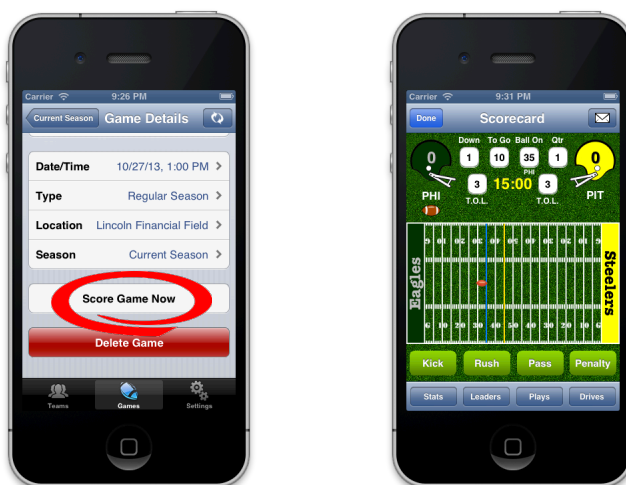 Carrier 9:26 PM
Current Season Game Details
Date/Time 10/27/13, 1:00 PM
Type Regular Season
Location Lincoln Financial Field
Season Current Season
Score Game Now
Delete Game
Teams Games Settings
Carrier 9:31 PM
Done Scorecard
Down To Go Ball On Qtr
0 1 10 35 1 0
PHI
3 15:00 3
PHI T.O.L. T.O.L. PIT
Eagles
Steelers
Kick Rush Pass Penalty
Stats Leaders Plays Drives